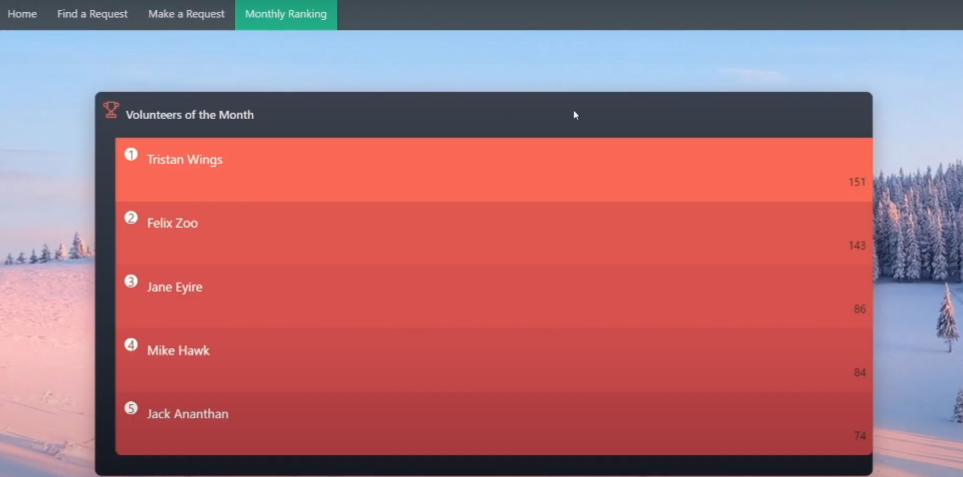 Home Find a Request Make a Request Monthly Ranking
Volunteers of the Month
1 Tristan Wings
151
2 Felix Zoo
143
3 Jane Eyire
86
4 Mike Hawk
84
5 Jack Ananthan
74